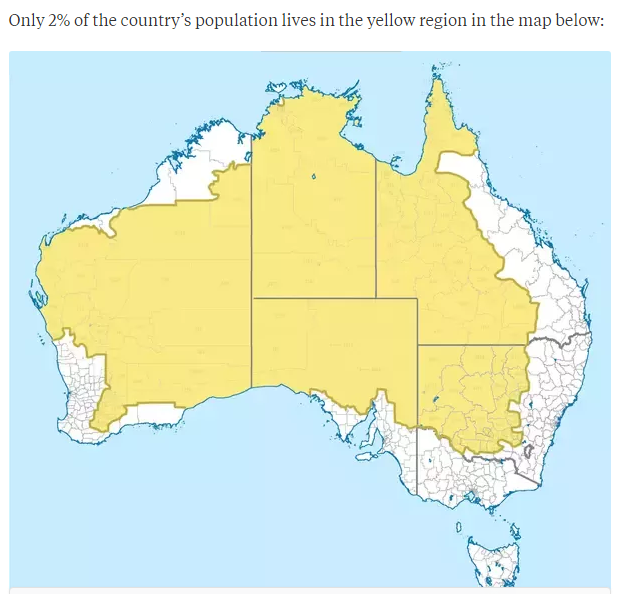 Only 2% of the country’s population lives in the yellow region in the map below: